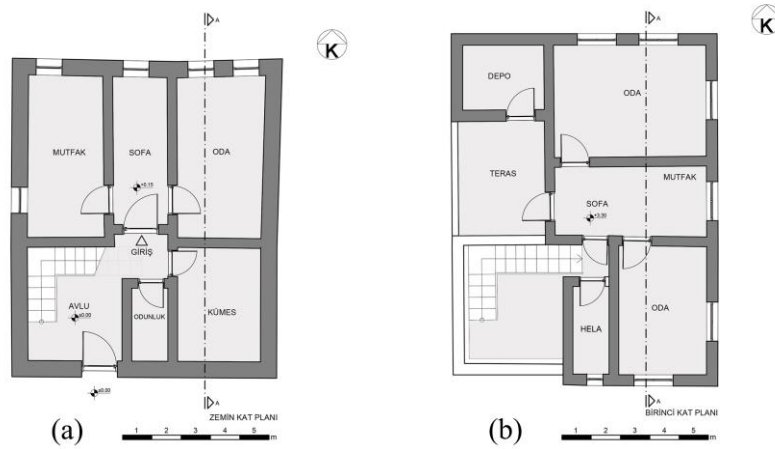 A
K
MUTFAK
SOFA
ODA
+0.15
GİRİŞ
AVLU
±0.00
ODUNLUK
KÜMES
±0.00
A
ZEMİN KAT PLANI
(a)
1 2 3 4 5
m
A
K
DEPO
ODA
TERAS
MUTFAK
SOFA
+3.30
HELA
ODA
A
BİRİNCİ KAT PLANI
(b)
1 2 3 4 5
m